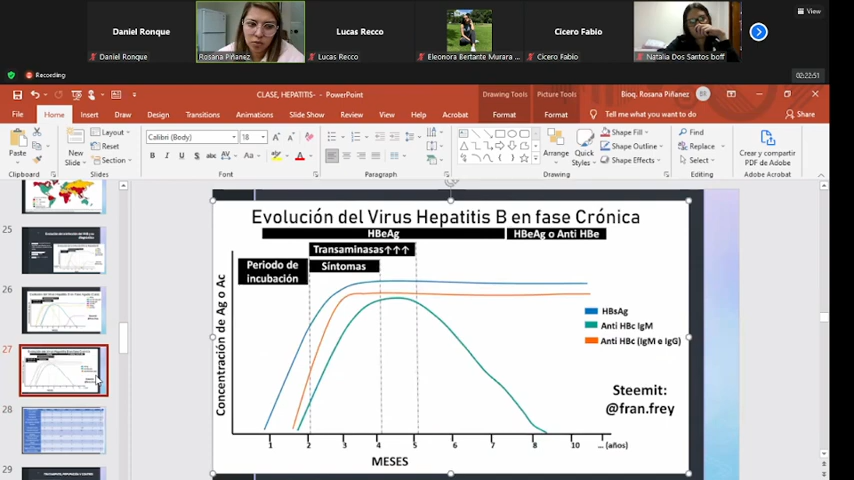 View
Daniel Ronque
Lucas Recco
Cicero Fabio
Daniel Ronque
Rosana Piñanez
Lucas Recco
Eleonora Bertante Murara ...
Cicero Fabio
Natalia Dos Santos boff
Recording
02:22:51
CLASE, HEPATITIS- - PowerPoint
Drawing Tools
Picture Tools
Bioq. Rosana Piñanez
BR
File
Home
Insert
Draw
Design
Transitions
Animations
Slide Show
Review
View
Help
Acrobat
Format
Format
Tell me what you want to do
Share
Paste
New
Slide
Layout
Reset
Section
Calibri (Body)
18
Arrange
Quick
Styles
Shape Fill
Shape Outline
Shape Effects
Find
Replace
Select
Crear y compartir
PDF de Adobe
Clipboard
Slides
Font
Paragraph
Drawing
Editing
Adobe Acrobat
25
26
27
28
29
Evolución del Virus Hepatitis B en fase Crónica
HBeAg
HBeAg o Anti HBe
Transaminasas↑↑↑
Periodo de
incubación
Síntomas
Concentración de Ag o Ac
HBsAg
Anti HBc IgM
Anti HBc (IgM e IgG)
Steemit:
@fran.frey
1 2 3 4 5 6 7 8 10 ... (años)
MESES